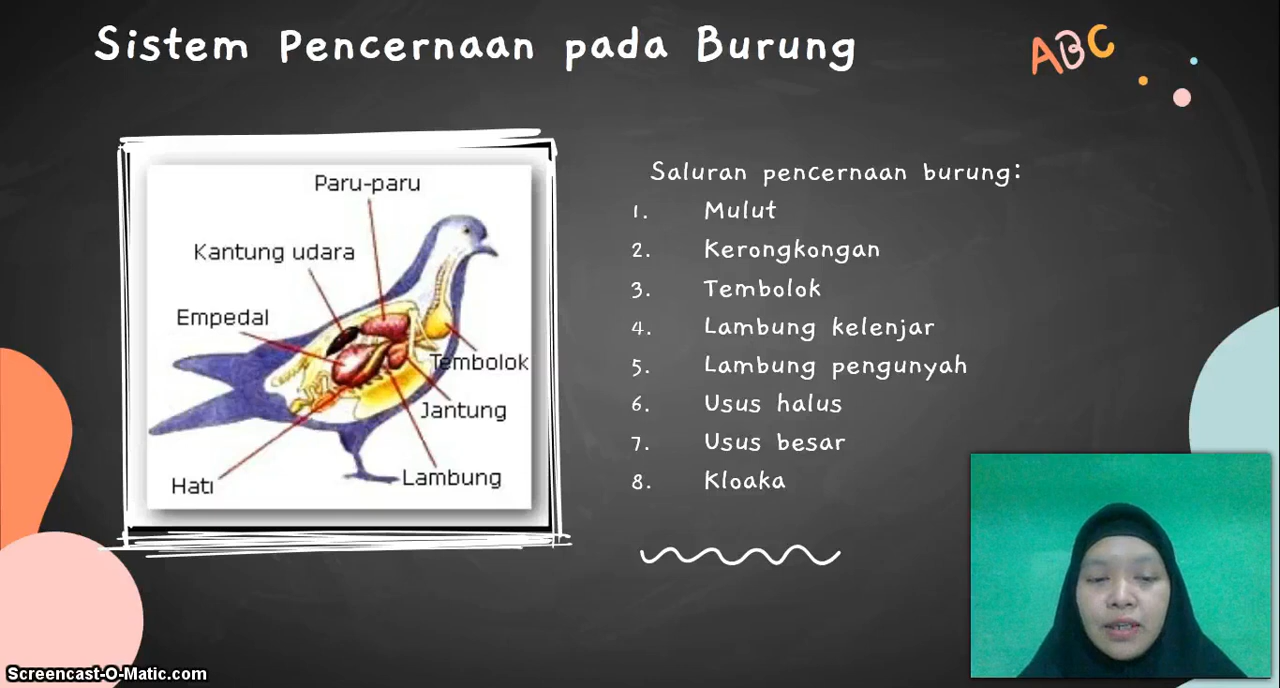 Sistem Pencernaan pada Burung
ABC
Paru-paru
Kantung udara
Empedal
Tembolok
Jantung
Hati
Lambung
Saluran pencernaan burung:
1. Mulut
2. Kerongkongan
3. Tembolok
4. Lambung kelenjar
5. Lambung pengunyah
6. Usus halus
7. Usus besar
8. Kloaka
Screencast-O-Matic.com